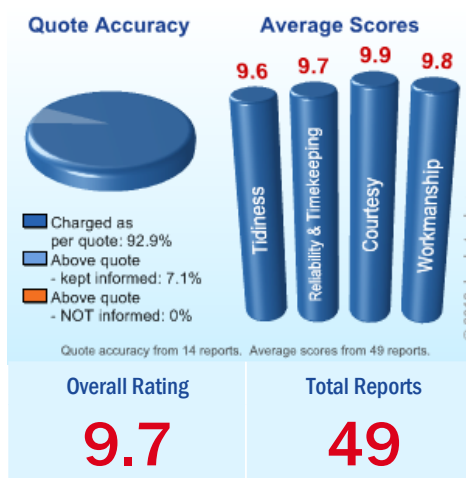 Quote Accuracy
Average Scores
9.6
9.7
9.9
9.8
Tidiness
Reliability & Timekeeping
Courtesy
Workmanship
Charged as
per quote: 92.9%
Above quote
- kept informed: 7.1%
Above quote
- NOT informed: 0%
Quote accuracy from 14 reports. Average scores from 49 reports.
Overall Rating
Total Reports
9.7
49